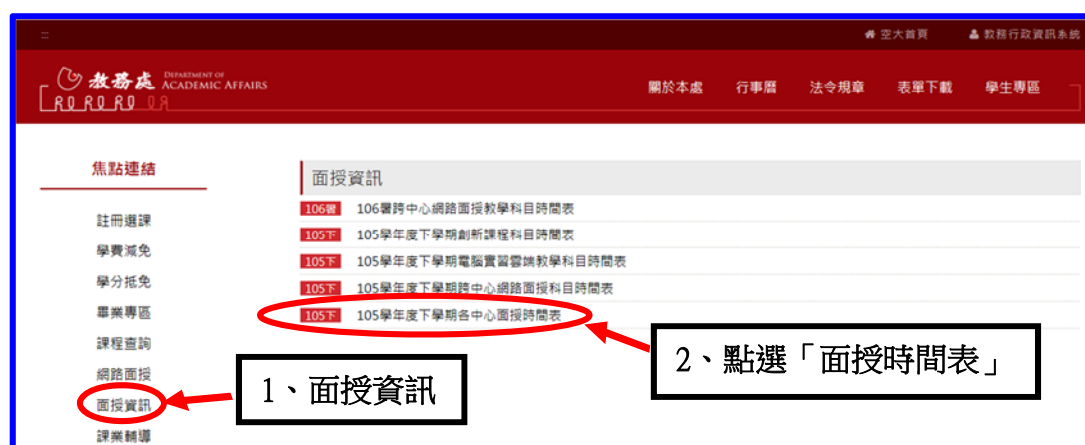 空大首頁 教務行政資訊系統
教務處 DEPARTMENT OF ACADEMIC AFFAIRS
關於本處 行事曆 法令規章 表單下載 學生專區
焦點連結
註冊選課
學費減免
學分抵免
畢業專區
課程查詢
網路面授
面授資訊
課業輔導
面授資訊
106暑 106暑跨中心網路面授教學科目時間表
105下 105學年度下學期創新課程科目時間表
105下 105學年度下學期電腦實習雲端教學科目時間表
105下 105學年度下學期跨中心網路面授科目時間表
105下 105學年度下學期各中心面授時間表
1、面授資訊
2、點選「面授時間表」